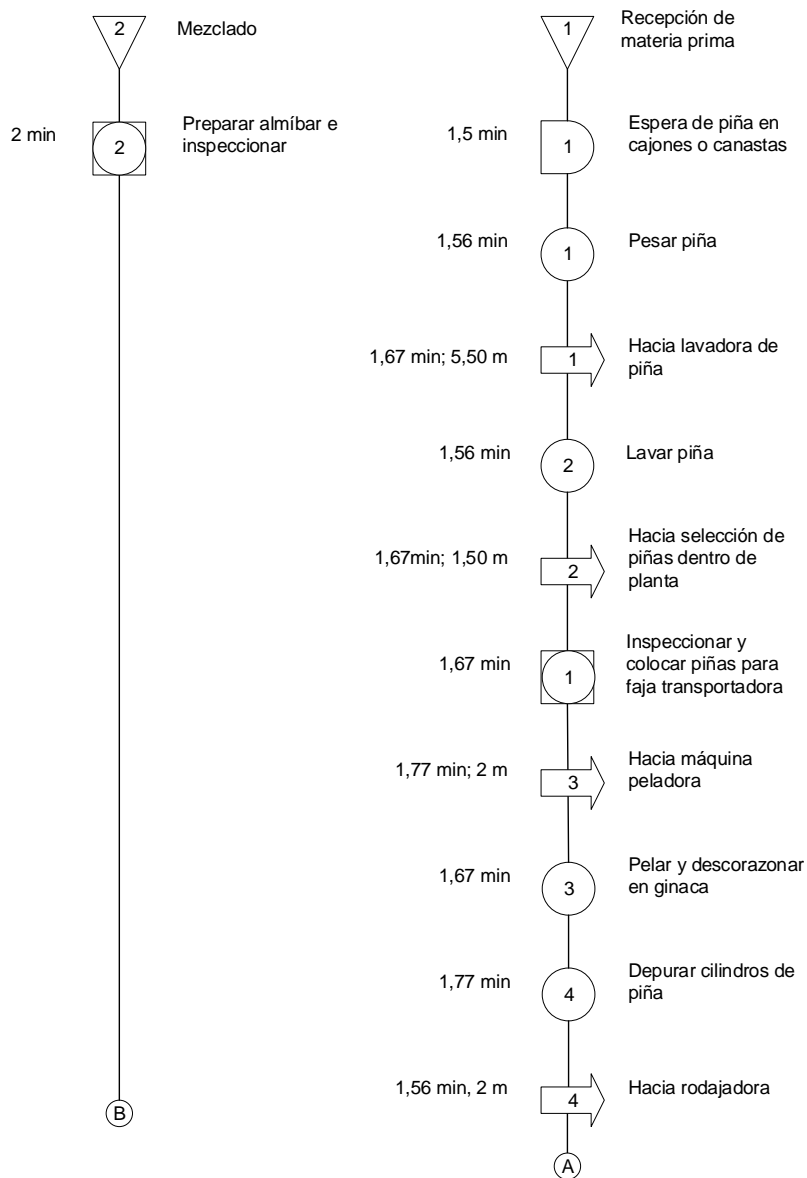 2
Mezclado
2 min
2
Preparar almíbar e
inspeccionar
B
1
Recepción de
materia prima
1,5 min
1
Espera de piña en
cajones o canastas
1,56 min
1
Pesar piña
1,67 min; 5,50 m
1
Hacia lavadora de
piña
1,56 min
2
Lavar piña
1,67min; 1,50 m
2
Hacia selección de
piñas dentro de
planta
1,67 min
1
Inspeccionar y
colocar piñas para
faja transportadora
1,77 min; 2 m
3
Hacia máquina
peladora
1,67 min
3
Pelar y descorazonar
en ginaca
1,77 min
4
Depurar cilindros de
piña
1,56 min, 2 m
4
Hacia rodajadora
A